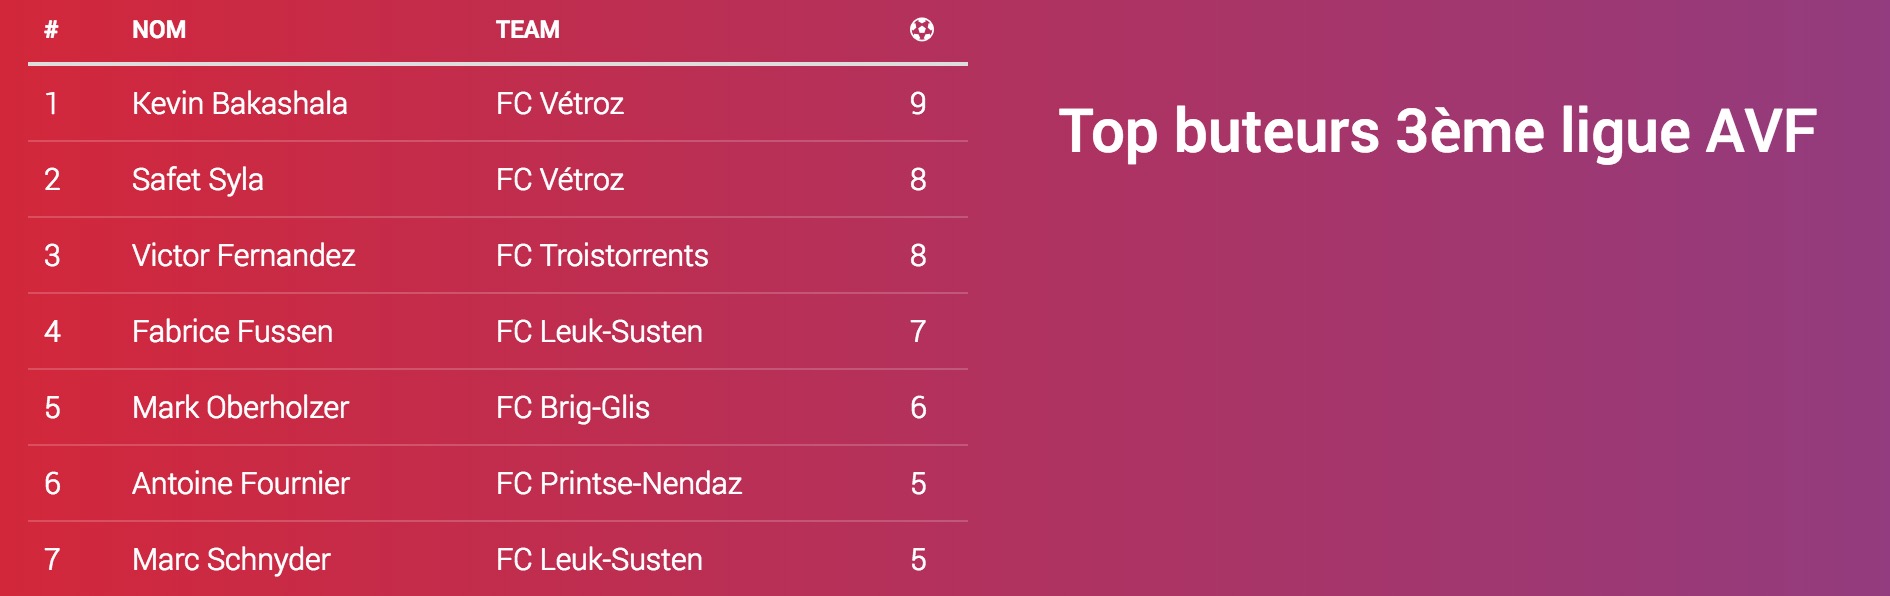 # NOM TEAM
1 Kevin Bakashala FC Vétroz 9
2 Safet Syla FC Vétroz 8
3 Victor Fernandez FC Troistorrents 8
4 Fabrice Fussen FC Leuk-Susten 7
5 Mark Oberholzer FC Brig-Glis 6
6 Antoine Fournier FC Printse-Nendaz 5
7 Marc Schnyder FC Leuk-Susten 5
Top buteurs 3ème ligue AVF